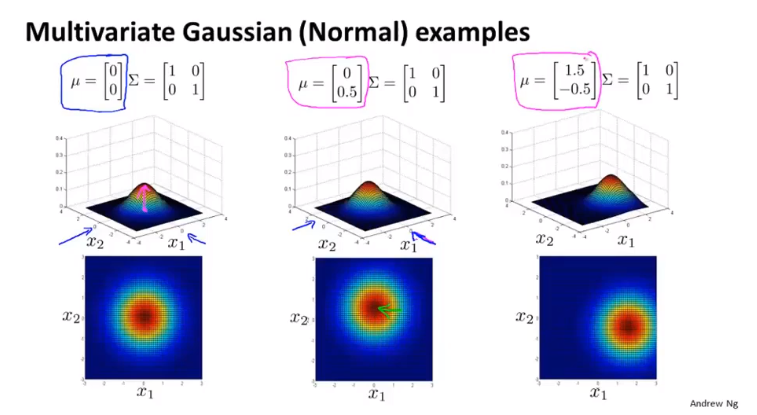 Multivariate Gaussian (Normal) examples
μ = [0 0] Σ = [1 0 0 1]
μ = [0 0.5] Σ = [1 0 0 1]
μ = [1.5 −0.5] Σ = [1 0 0 1]
x₂ x₁
x₂ x₁
x₂ x₁
x₂
x₁
x₂
x₁
x₂
x₁
Andrew Ng